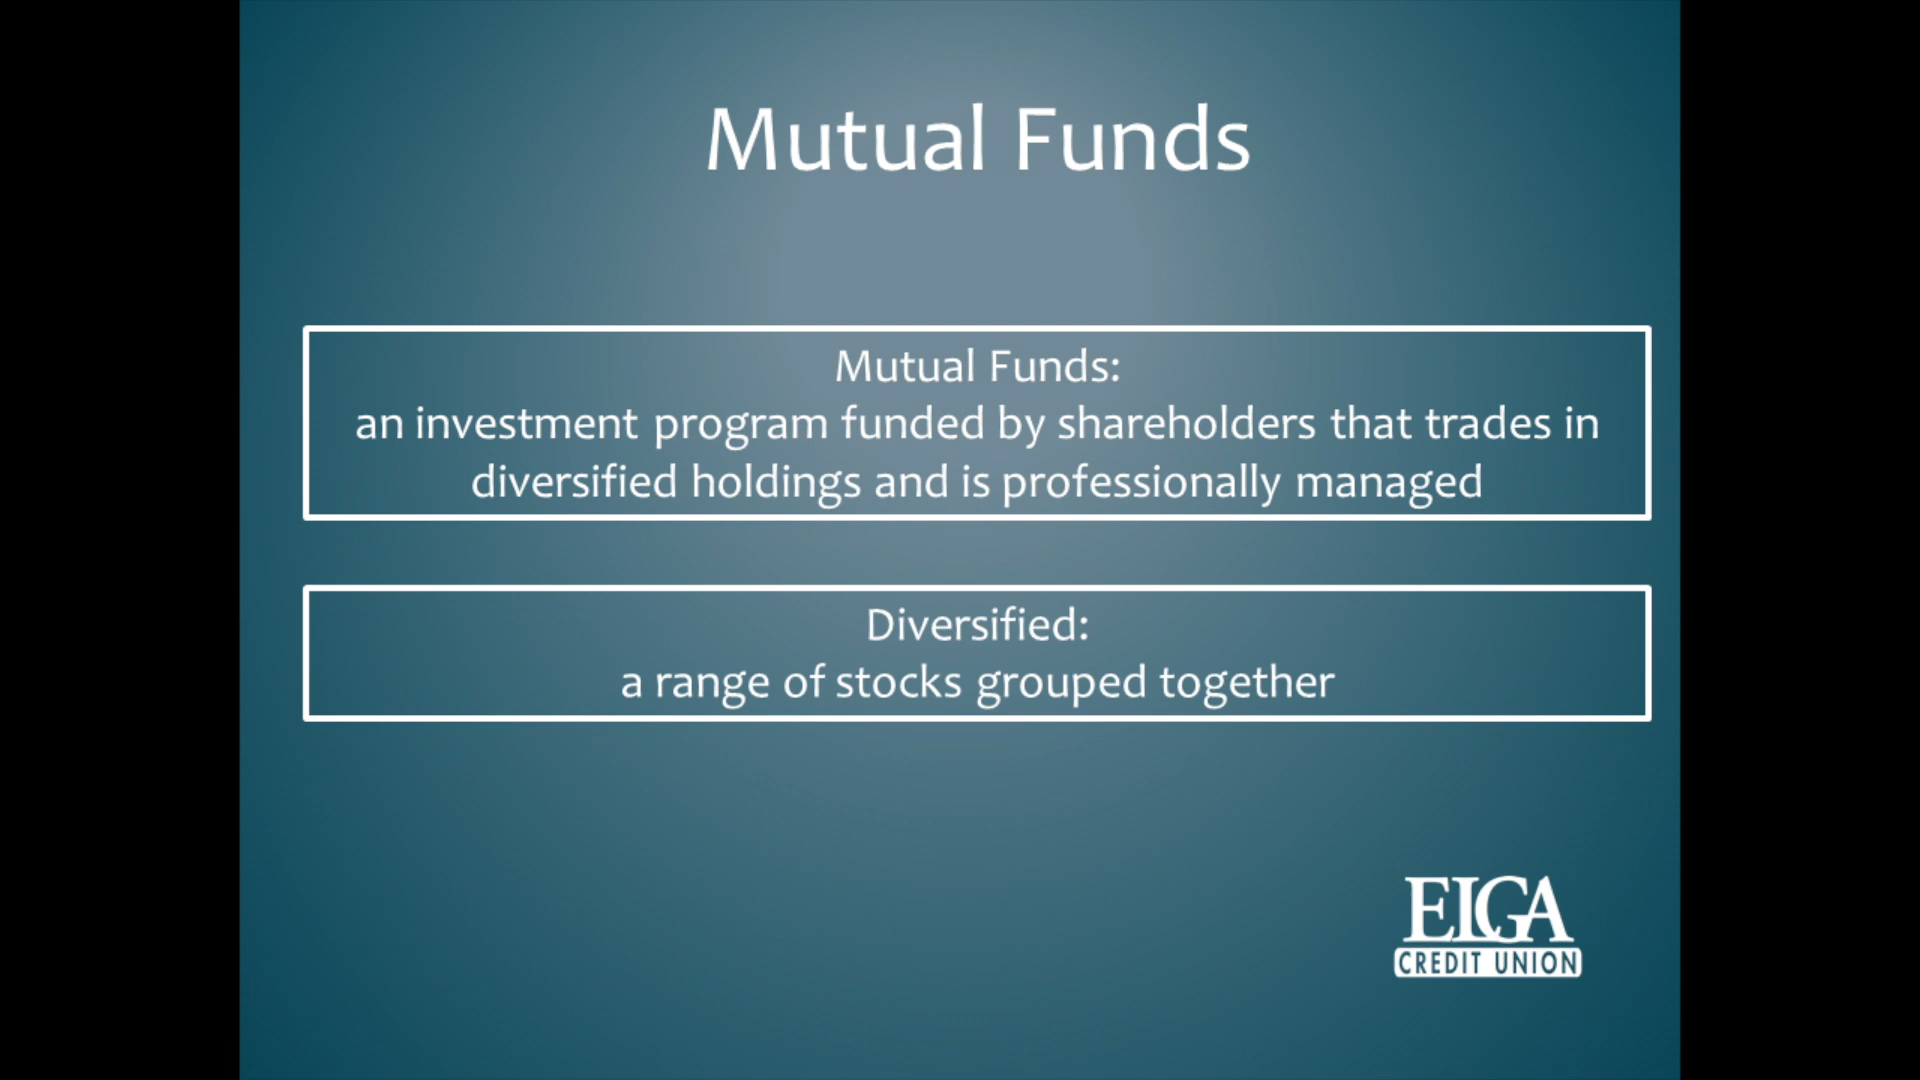 Mutual Funds
Mutual Funds:
an investment program funded by shareholders that trades in
diversified holdings and is professionally managed
Diversified:
a range of stocks grouped together
ELGA
CREDIT UNION